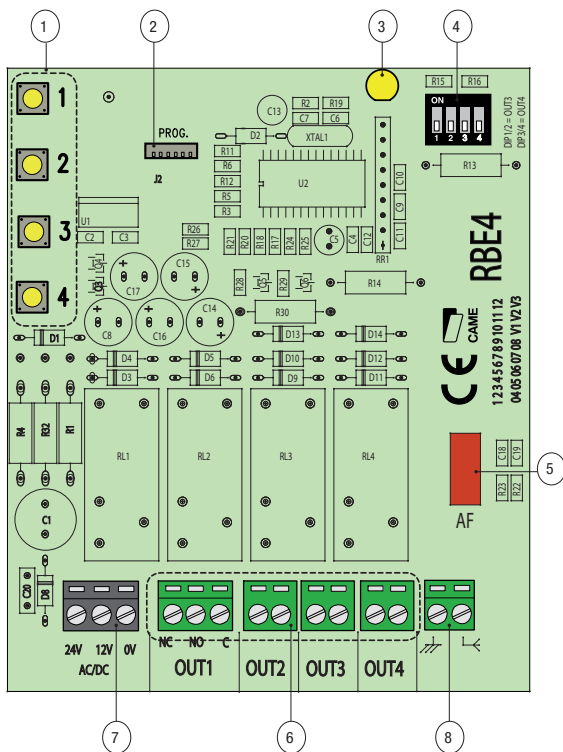 1
2
3
4
1
2
3
4
PROG.
J2
C13
R2
R19
C7
C6
D2
XTAL1
R15
R16
ON
1 2 3 4
DIP1/2 = OUT3
DIP3/4 = OUT4
R11
R6
R12
R5
R3
U2
R13
U1
C2
C3
R26
R27
R21
R20
R18
R17
R24
R25
C5
C4
C12
C10
C9
C11
RR1
RBE4
C17
C15
R28
R29
R14
C8
C16
C14
R30
CE
CAME
1 2 3 4 5 6 7 8 9 10 11 12
04 05 06 07 08 V1 V2 V3
D1
D4
D5
D13
D14
D10
D12
D3
D6
D9
D11
R4
R32
R1
RL1
RL2
RL3
RL4
AF
C18
C19
R23
R22
5
C1
C20
D8
24V
12V
0V
AC/DC
NC
NO
C
OUT1
OUT2
OUT3
OUT4
7
6
8